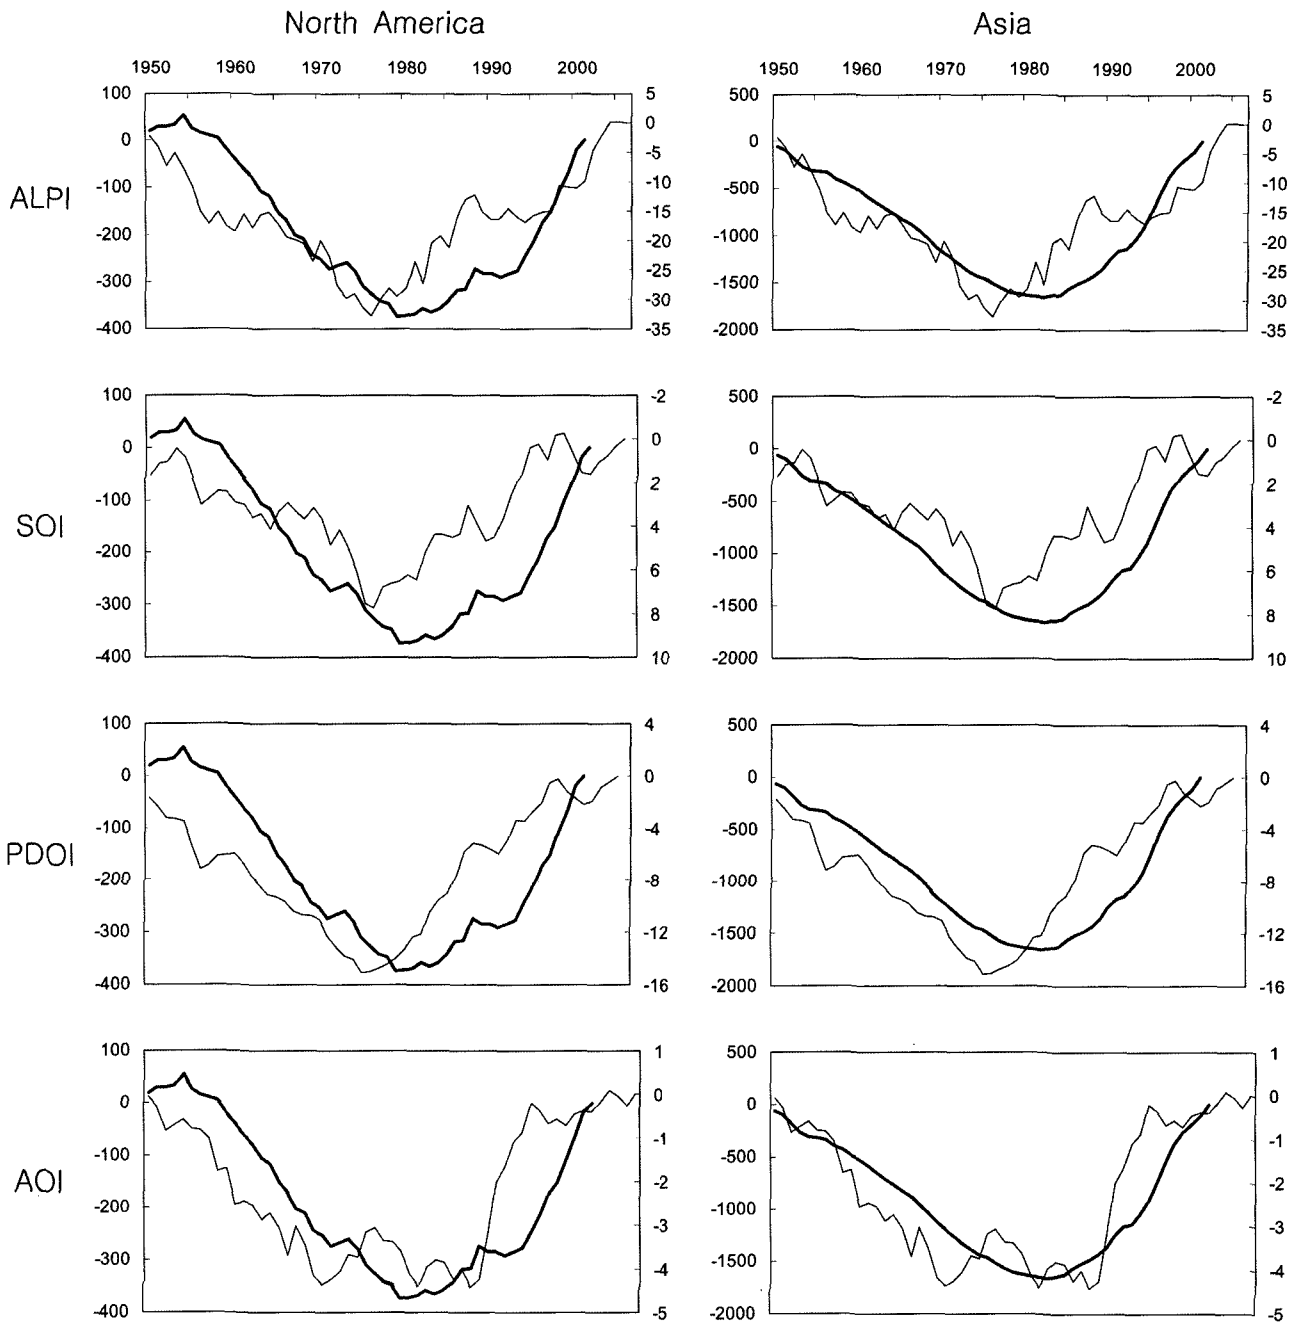 North America Asia
1950 1960 1970 1980 1990 2000 1950 1960 1970 1980 1990 2000
ALPI
100 5 500 5
0 0 0 0
-100 -5 -500 -5
-200 -10 -1000 -10
-300 -15 -1500 -15
-400 -20 -2000 -20
-25 -25
-30 -30
-35 -35
SOI
100 -2 500 -2
0 0 0 0
-100 2 -500 2
-200 4 -1000 4
-300 6 -1500 6
-400 8 -2000 8
10 10
PDOI
100 4 500 4
0 0 0 0
-100 -4 -500 -4
-200 -8 -1000 -8
-300 -12 -1500 -12
-400 -16 -2000 -16
AOI
100 1 500 1
0 0 0 0
-100 -1 -500 -1
-200 -2 -1000 -2
-300 -3 -1500 -3
-400 -4 -2000 -4
-5 -5